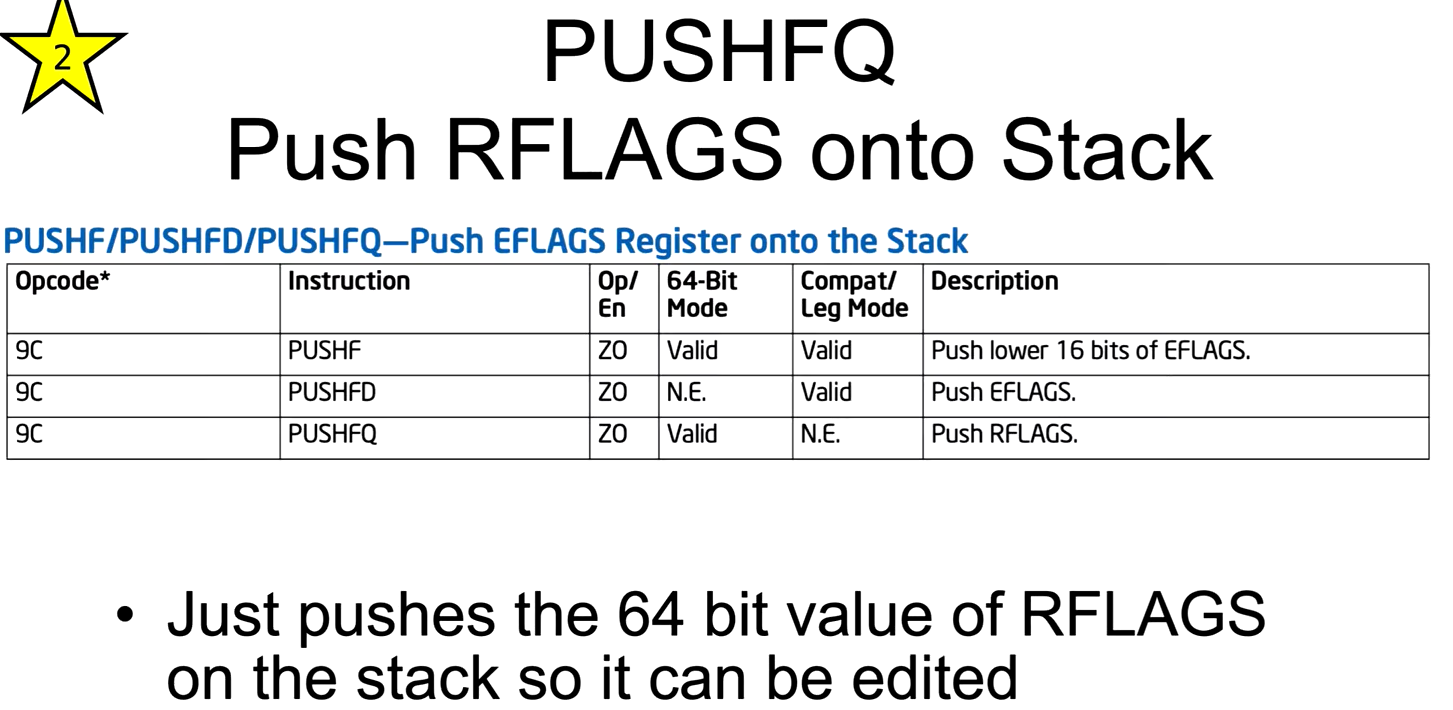 2
PUSHFQ
Push RFLAGS onto Stack
PUSHF/PUSHFD/PUSHFQ—Push EFLAGS Register onto the Stack
Opcode* Instruction Op/ 64-Bit Compat/ Description
En Mode Leg Mode
9C PUSHF ZO Valid Valid Push lower 16 bits of EFLAGS.
9C PUSHFD ZO N.E. Valid Push EFLAGS.
9C PUSHFQ ZO Valid N.E. Push RFLAGS.
• Just pushes the 64 bit value of RFLAGS
on the stack so it can be edited